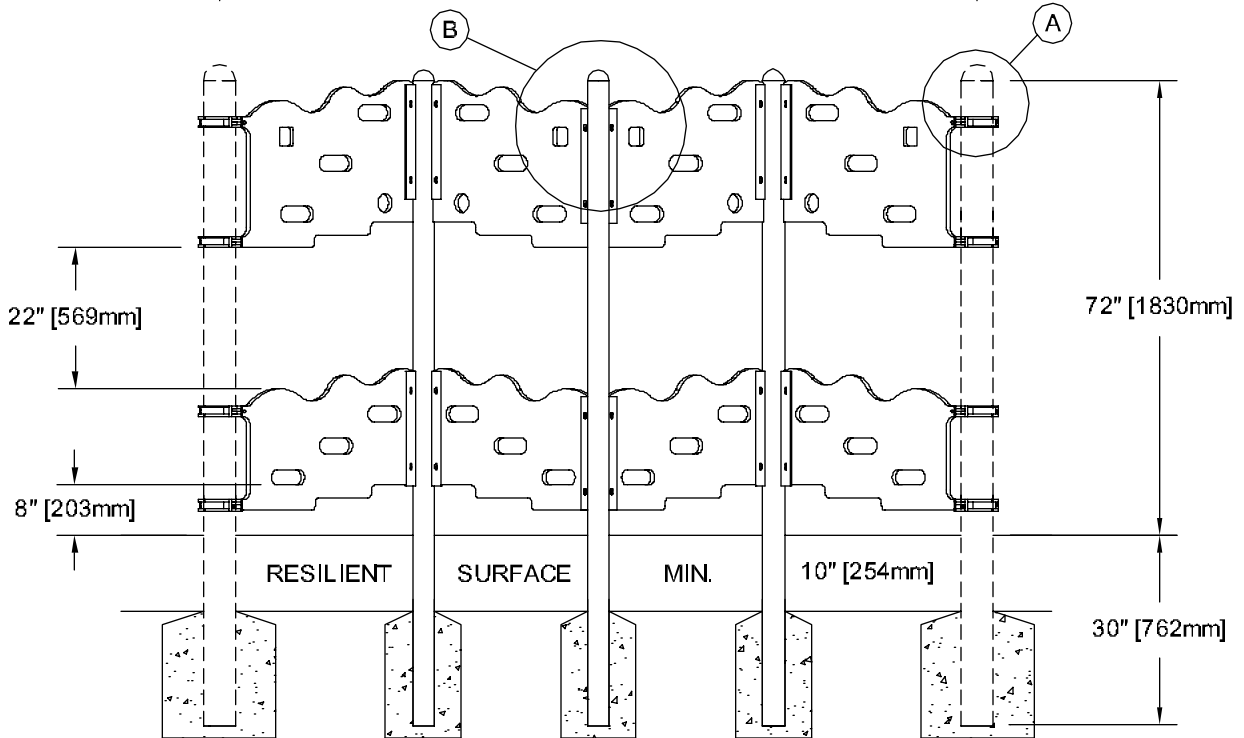 B
A
22" [569mm]
72" [1830mm]
8" [203mm]
RESILIENT SURFACE MIN. 10" [254mm]
30" [762mm]